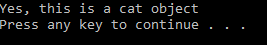 Yes, this is a cat object
Press any key to continue . . .